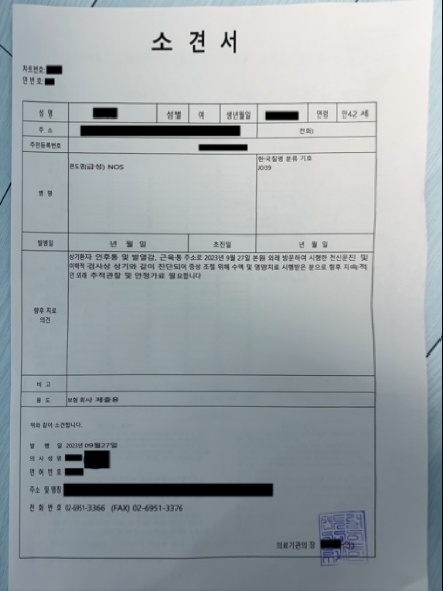 소 견 서
차트번호:
연 번 호:
성 명 성별 여 생년월일 연령 만42 세
주 소 전화)
주민등록번호
병 명
편도염(급성) NOS
한국질병 분류 기호
J039
발병일 년 월 일 초진일 년 월 일
향후 치료
의견
상기환자 인후통 및 발열감, 근육통 주소로 2023년 9월 27일 본원 외래 방문하여 시행한 전신문진 및
이학적 검사상 상기와 같이 진단되어 증상 조절 위해 수액 및 영양치료 시행받은 분으로 향후 지속적
인 외래 추적관찰 및 안정가료 필요합니다
비 고
용 도 보험 회사 제출용
위와 같이 소견합니다.
발 행 일 2023년 09월27일
의 사 성 명
면 허 번 호
주소 및 명칭
전 화 번 호 02-6951-3366 (FAX) 02-6951-3376
의료기관의 장